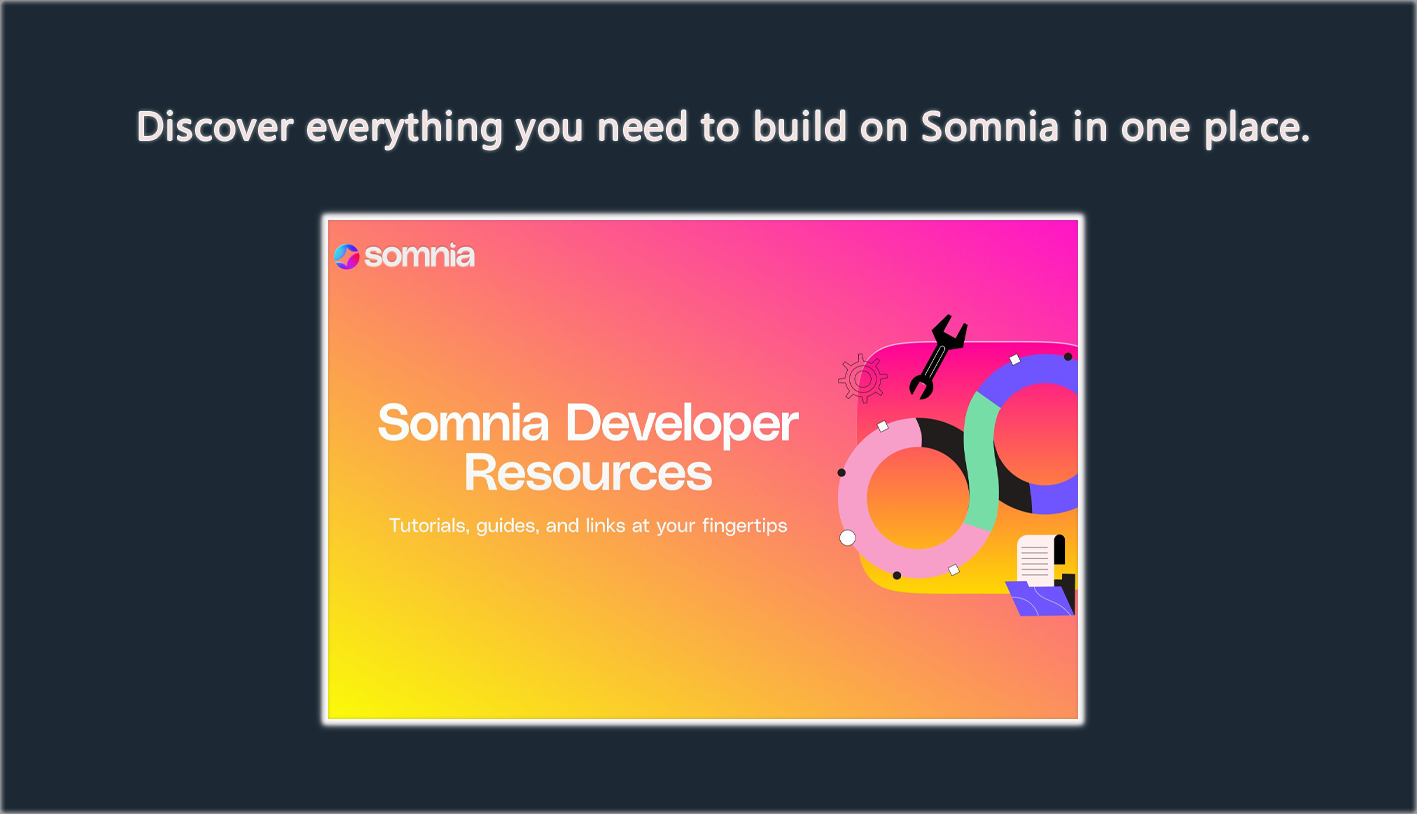 Discover everything you need to build on Somnia in one place.
somnia
Somnia Developer
Resources
Tutorials, guides, and links at your fingertips